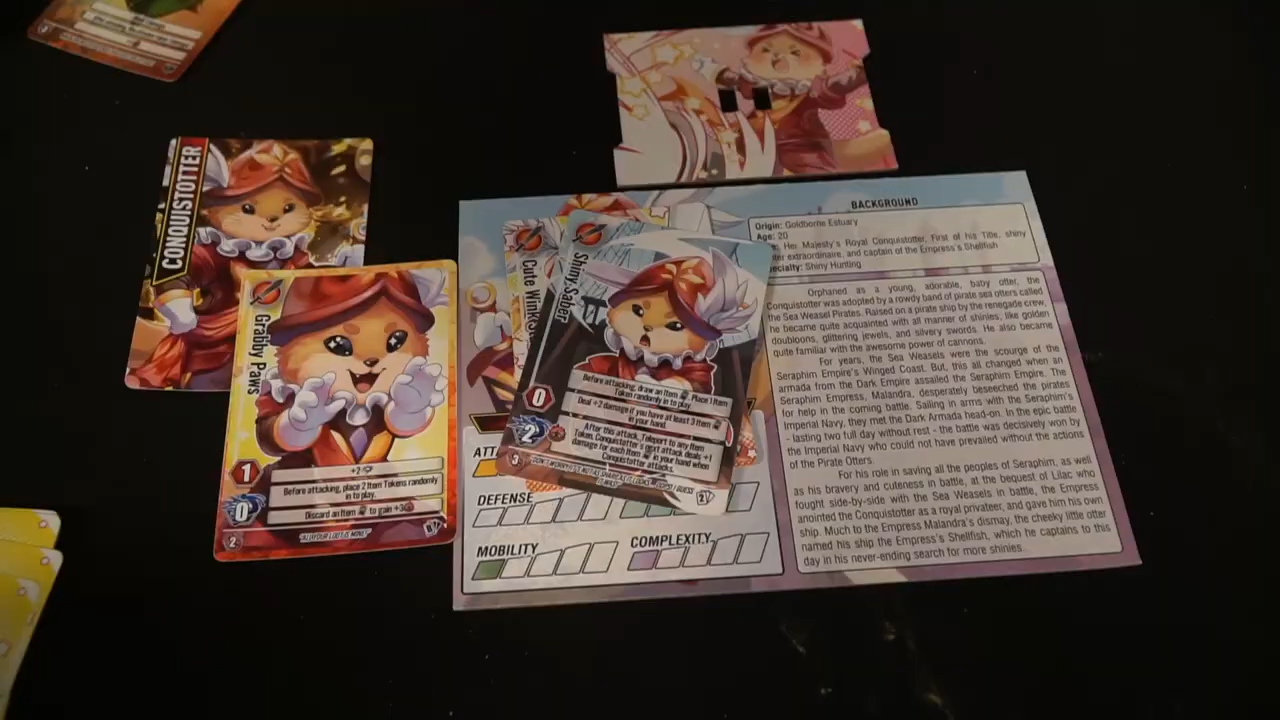 CONQUISTOTTER
Grabby Paws
1
0
2
+2
Before attacking, place 2 Item Tokens randomly
in to play.
Discard an Item to gain +3
"ALL YOUR LOOT IS MINE!"
Cute Wink
Shiny Saber
0
2
3
Before attacking, draw an Item. Place 1 Item
Token randomly in to play.
Deal +2 damage if you have at least 3 Item
in your hand.
After this attack, Teleport to any Item
Token. Conquistotter's next attack deals +1
damage for each Item in your hand when
Conquistotter attacks.
2
DEFENSE
MOBILITY
COMPLEXITY
BACKGROUND
Origin: Goldborne Estuary
Age: 20
Her Majesty's Royal Conquistotter, First of his Title, shiny
extraordinaire, and captain of the Empress's Shellfish
Shiny Hunting
Orphaned as a young, adorable, baby otter, the
Conquistotter was adopted by a rowdy band of pirate sea otters called
the Sea Weasel Pirates. Raised on a pirate ship by the renegade crew,
he became quite acquainted with all manner of shinies, like golden
doubloons, glittering jewels, and silvery swords. He also became
quite familiar with the awesome power of cannons.
For years, the Sea Weasels were the scourge of the
Seraphim Empire's Winged Coast. But, this all changed when an
armada from the Dark Empire assailed the Seraphim Empire. The
Seraphim Empress, Malandra, desperately beseeched the pirates
for help in the coming battle. Sailing in arms with the Seraphim's
Imperial Navy, they met the Dark Armada head-on. In the epic battle
- lasting two full day without rest - the battle was decisively won by
the Imperial Navy who could not have prevailed without the actions
of the Pirate Otters.
For his role in saving all the peoples of Seraphim, as well
as his bravery and cuteness in battle, at the bequest of Lilac who
fought side-by-side with the Sea Weasels in battle, the Empress
anointed the Conquistotter as a royal privateer, and gave him his own
ship. Much to the Empress Malandra's dismay, the cheeky little otter
named his ship the Empress's Shellfish, which he captains to this
day in his never-ending search for more shinies.